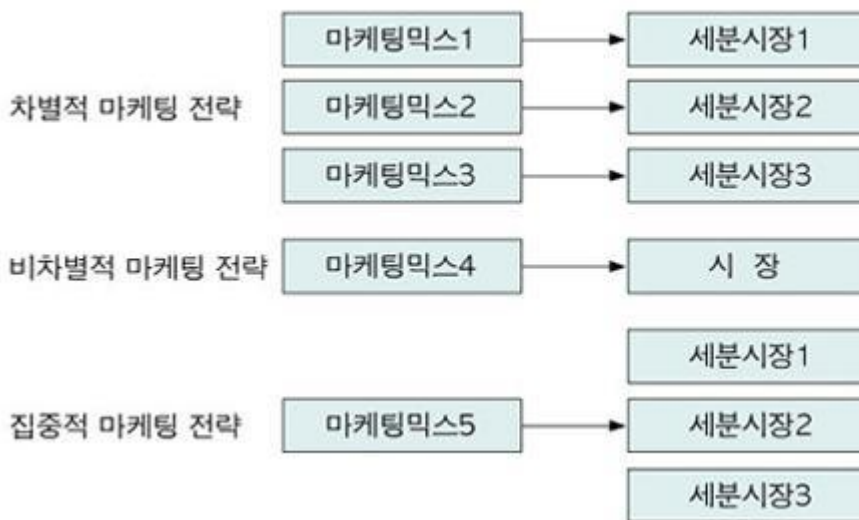 마케팅믹스1 세분시장1
차별적 마케팅 전략 마케팅믹스2 세분시장2
마케팅믹스3 세분시장3
비차별적 마케팅 전략 마케팅믹스4 시 장
세분시장1
집중적 마케팅 전략 마케팅믹스5 세분시장2
세분시장3